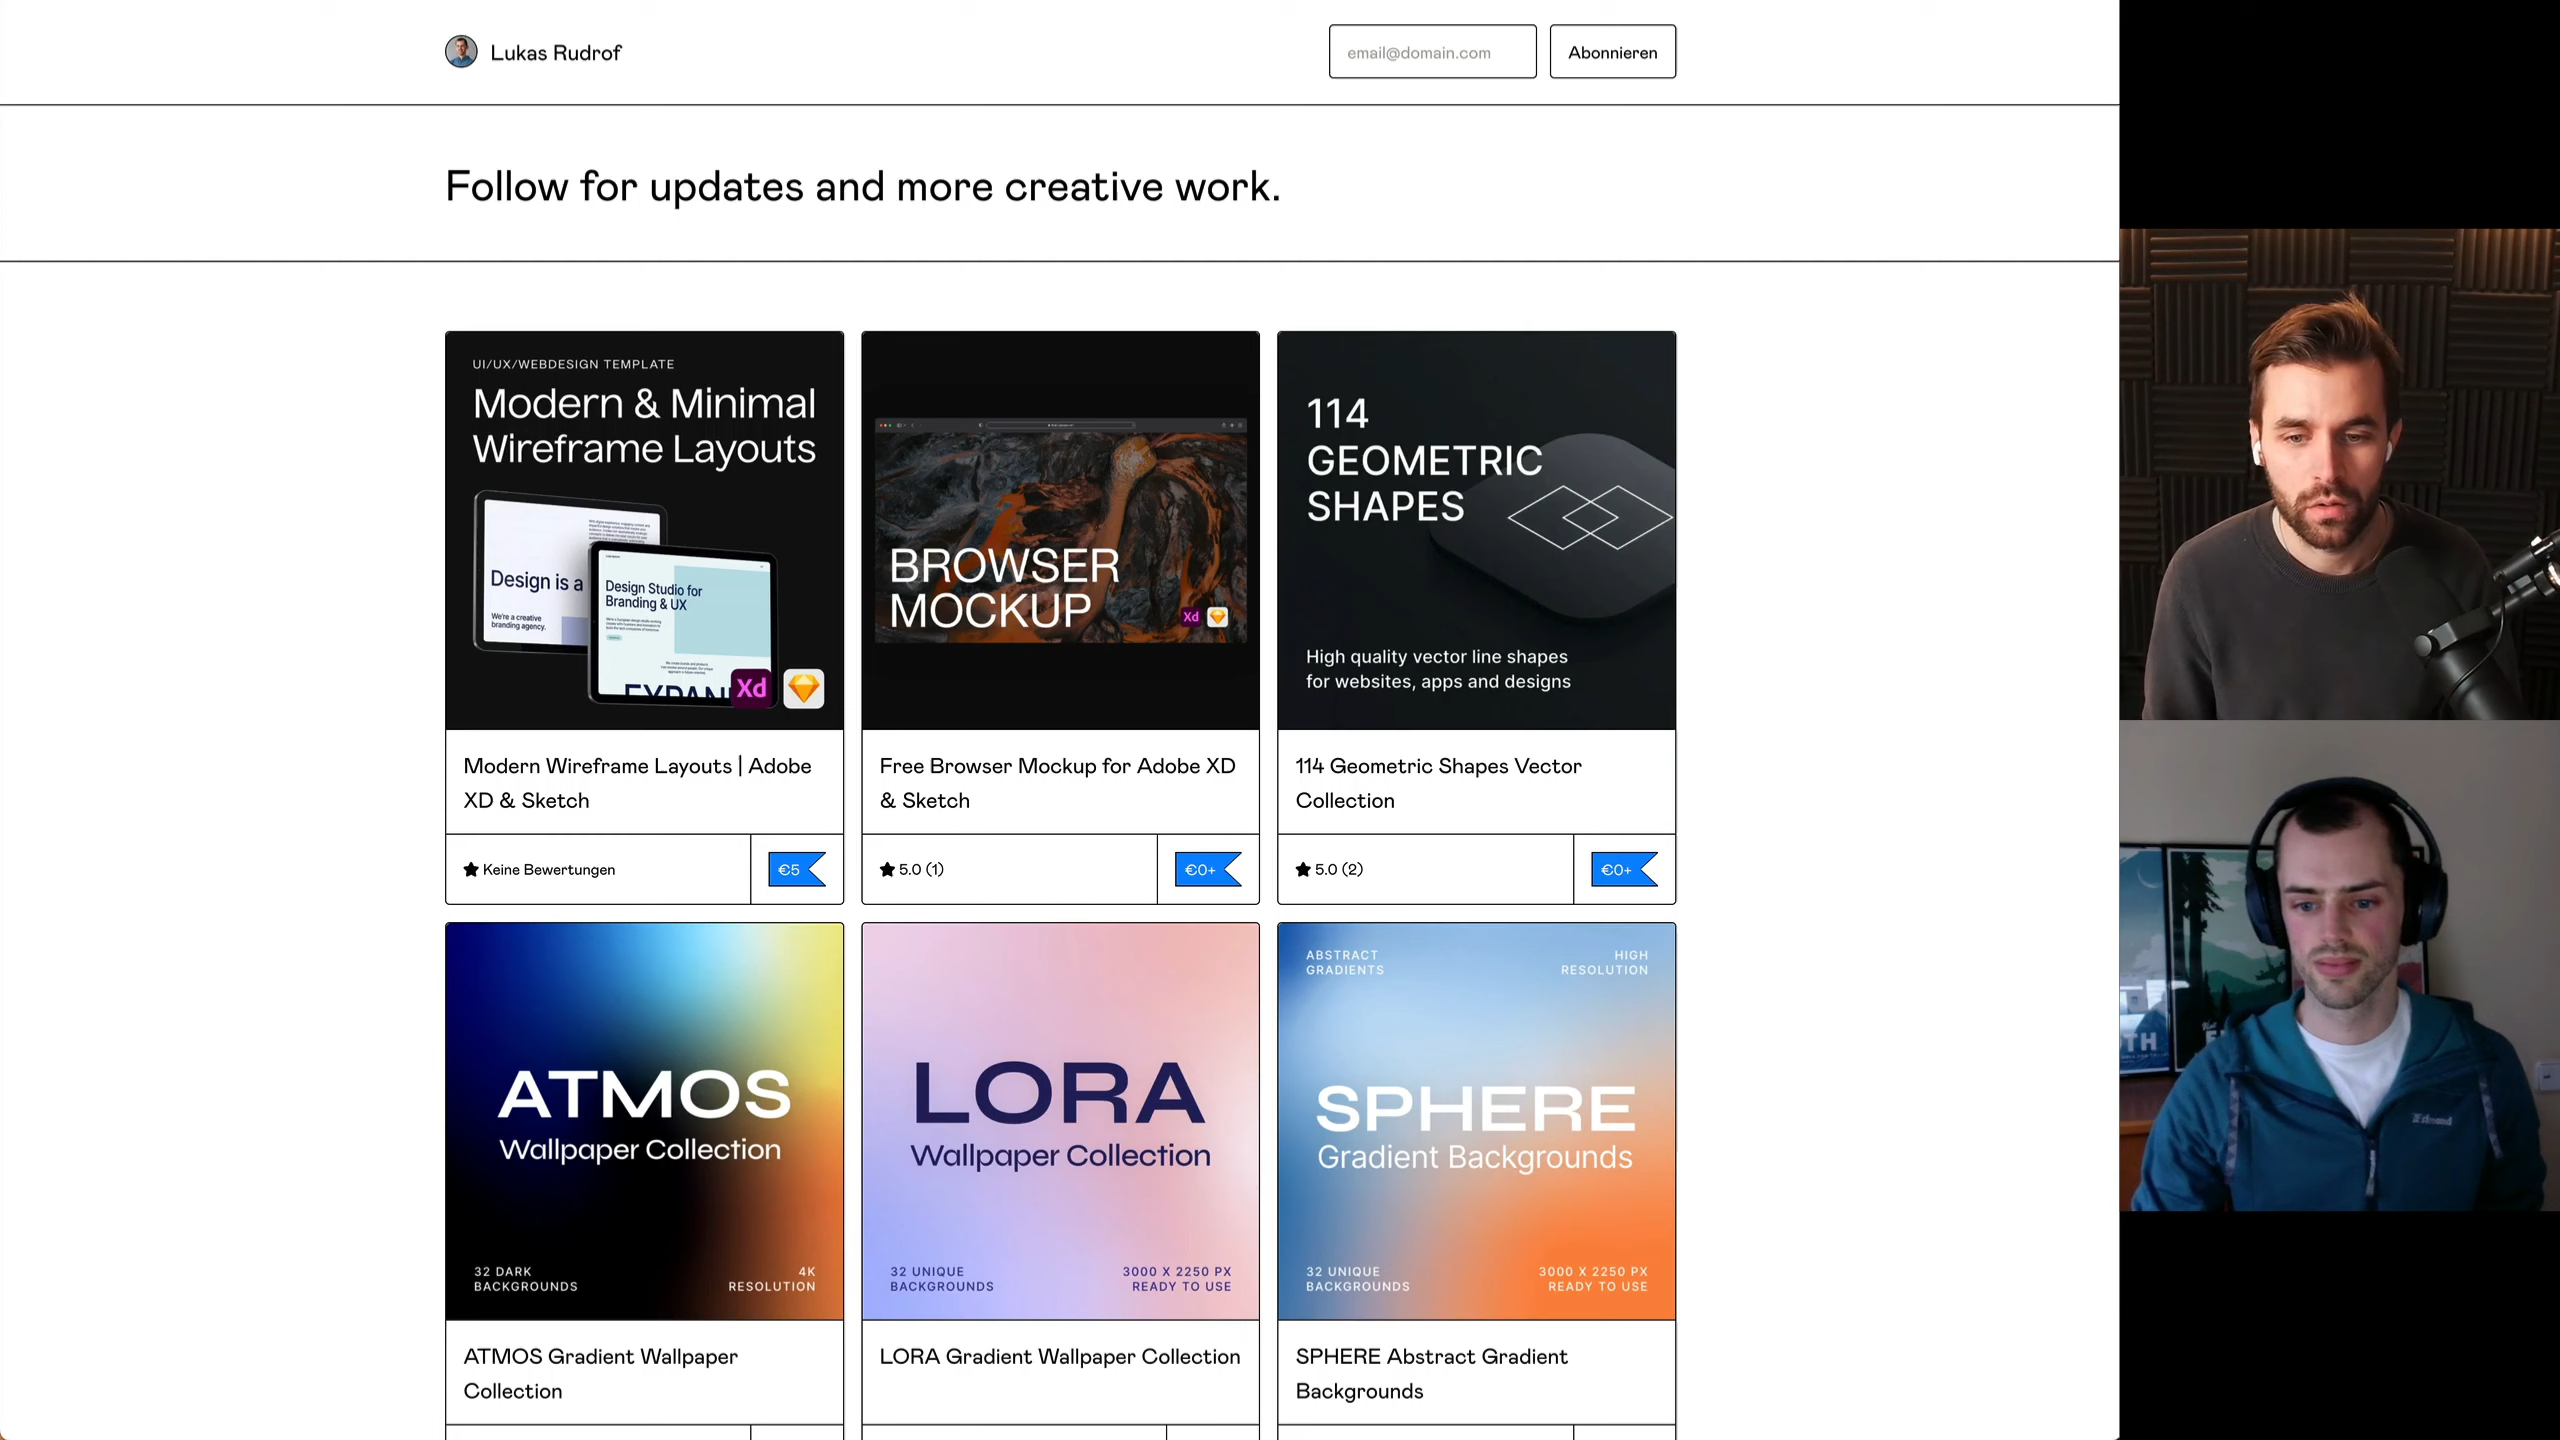 Lukas Rudrof
email@domain.com
Abonnieren
Follow for updates and more creative work.
UI/UX/WEBDESIGN TEMPLATE
Modern & Minimal
Wireframe Layouts
Design is a
We're a creative
branding agency.
Design Studio for
Branding & UX
EXPAN
Xd
BROWSER
MOCKUP
Xd
114
GEOMETRIC
SHAPES
High quality vector line shapes
for websites, apps and designs
Modern Wireframe Layouts | Adobe
XD & Sketch
Free Browser Mockup for Adobe XD
& Sketch
114 Geometric Shapes Vector
Collection
Keine Bewertungen
€5
5.0 (1)
€0+
5.0 (2)
€0+
ATMOS
Wallpaper Collection
32 DARK
BACKGROUNDS
4K
RESOLUTION
LORA
Wallpaper Collection
32 UNIQUE
BACKGROUNDS
3000 X 2250 PX
READY TO USE
ABSTRACT
GRADIENTS
HIGH
RESOLUTION
SPHERE
Gradient Backgrounds
32 UNIQUE
BACKGROUNDS
3000 X 2250 PX
READY TO USE
ATMOS Gradient Wallpaper
Collection
LORA Gradient Wallpaper Collection
SPHERE Abstract Gradient
Backgrounds